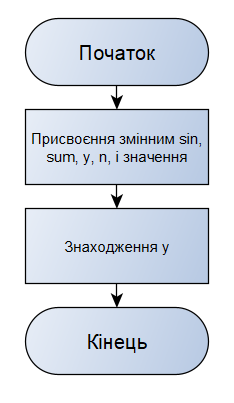 Початок
Присвоєння змінним sin,
sum, y, n, i значення
Знаходження y
Кінець